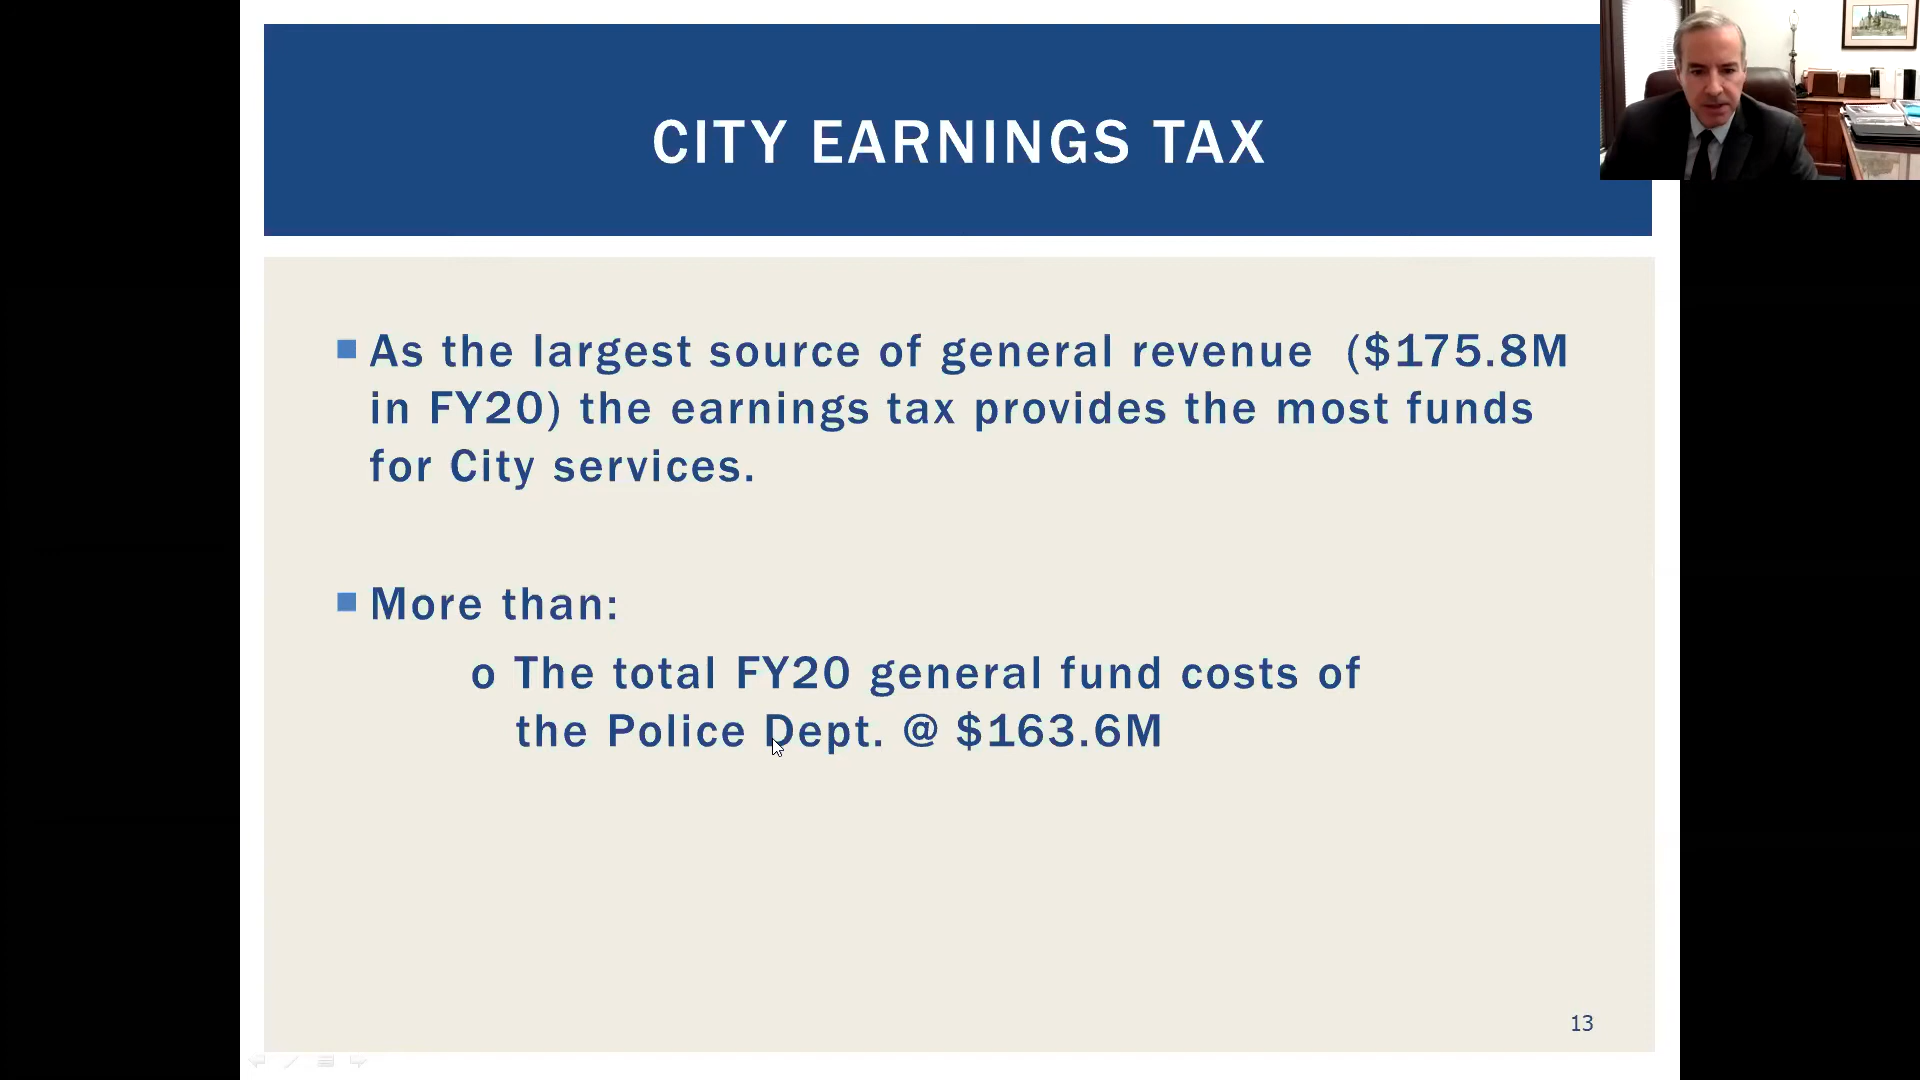 CITY EARNINGS TAX
As the largest source of general revenue ($175.8M
in FY20) the earnings tax provides the most funds
for City services.
More than:
o The total FY20 general fund costs of
the Police Dept. @ $163.6M
13